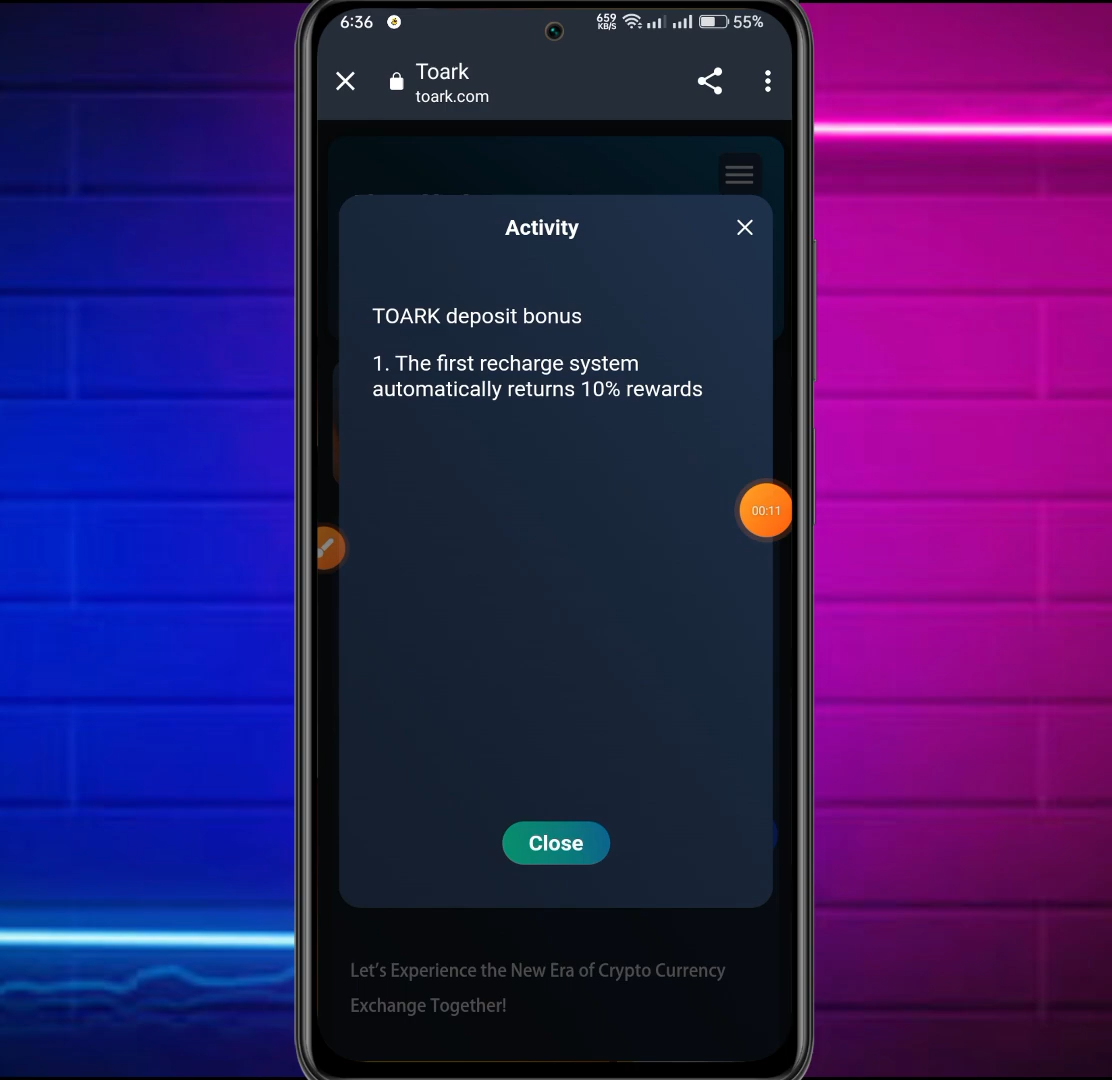 6:36
659
KB/S
55%
Toark
toark.com
Activity
TOARK deposit bonus
1. The first recharge system
automatically returns 10% rewards
00:11
Close
Let's Experience the New Era of Crypto Currency
Exchange Together!